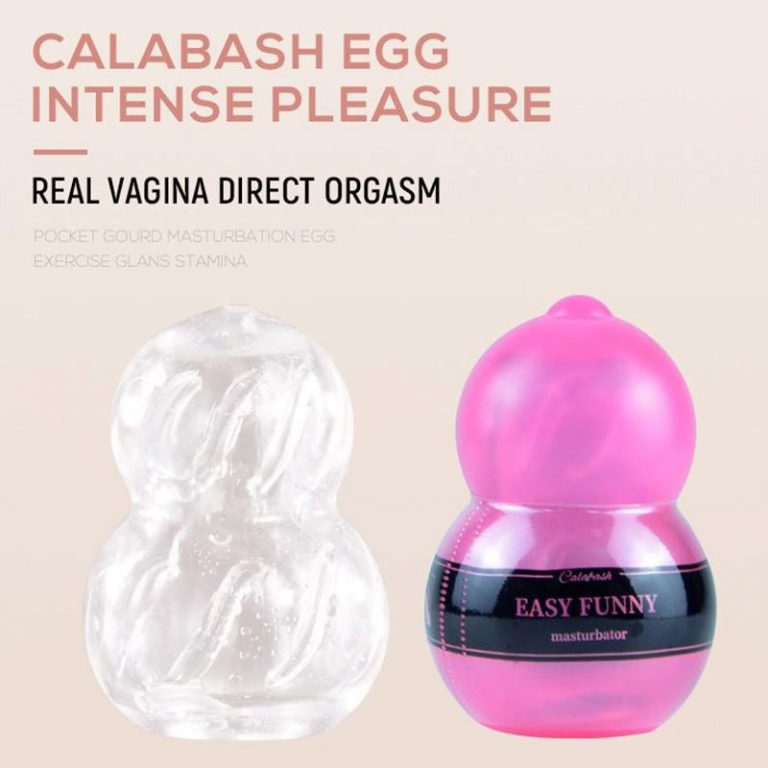 CALABASH EGG
INTENSE PLEASURE
REAL VAGINA DIRECT ORGASM
POCKET GOURD MASTURBATION EGG
EXERCISE GLANS STAMINA
Calabash
EASY FUNNY
masturbator